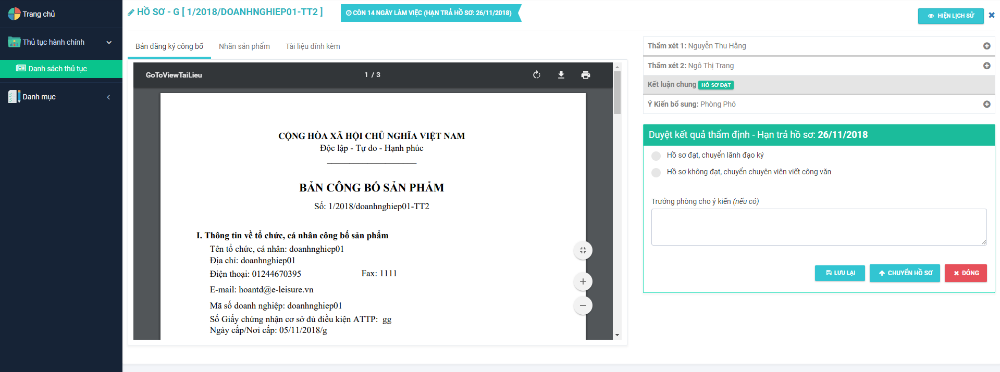 Trang chủ
Thủ tục hành chính
Danh sách thủ tục
Danh mục
HỒ SƠ - G [ 1/2018/DOANHNGHIEP01-TT2 ]
CÒN 14 NGÀY LÀM VIỆC (HẠN TRẢ HỒ SƠ: 26/11/2018)
HIỆN LỊCH SỬ
Bản đăng ký công bố
Nhãn sản phẩm
Tài liệu đính kèm
GoToViewTaiLieu
1 / 3
CỘNG HÒA XÃ HỘI CHỦ NGHĨA VIỆT NAM
Độc lập - Tự do - Hạnh phúc
BẢN CÔNG BỐ SẢN PHẨM
Số: 1/2018/doanhnghiep01-TT2
I. Thông tin về tổ chức, cá nhân công bố sản phẩm
Tên tổ chức, cá nhân: doanhnghiep01
Địa chỉ: doanhnghiep01
Điện thoại: 01244670395 Fax: 1111
E-mail: hoantd@e-leisure.vn
Mã số doanh nghiệp: doanhnghiep01
Số Giấy chứng nhận cơ sở đủ điều kiện ATTP: gg
Ngày cấp/Nơi cấp: 05/11/2018/g
Thẩm xét 1: Nguyễn Thu Hằng
Thẩm xét 2: Ngô Thị Trang
Kết luận chung HỒ SƠ ĐẠT
Ý Kiến bổ sung: Phòng Phó
Duyệt kết quả thẩm định - Hạn trả hồ sơ: 26/11/2018
Hồ sơ đạt, chuyển lãnh đạo ký
Hồ sơ không đạt, chuyển chuyên viên viết công văn
Trưởng phòng cho ý kiến (nếu có)
LƯU LẠI
CHUYỂN HỒ SƠ
ĐÓNG